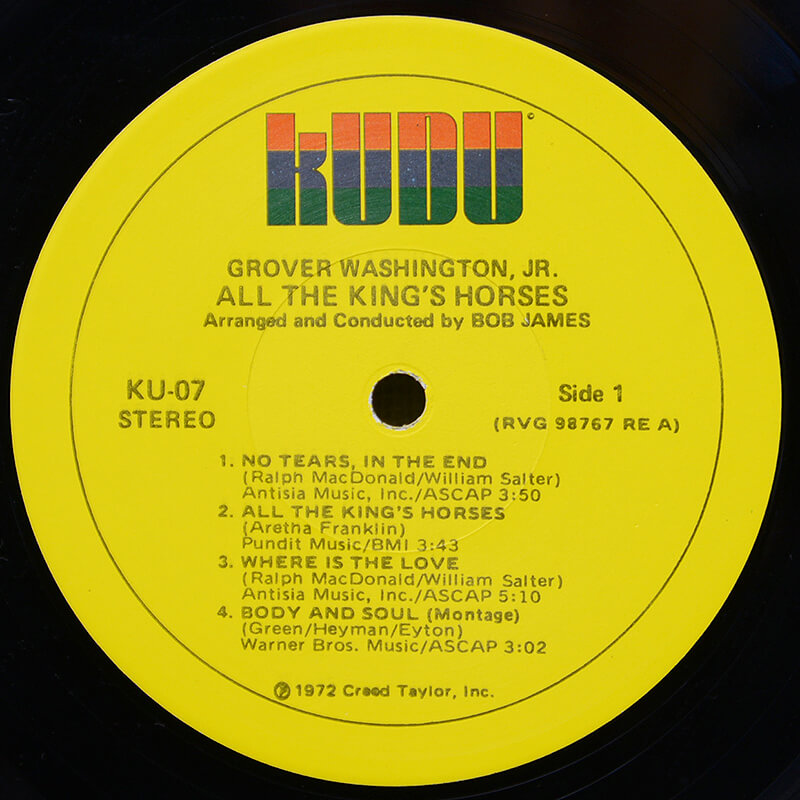 KUDU ©
GROVER WASHINGTON, JR.
ALL THE KING'S HORSES
Arranged and Conducted by BOB JAMES
KU-07
STEREO
Side 1
(RVG 98767 RE A)
1. NO TEARS, IN THE END
(Ralph MacDonald/William Salter)
Antisia Music, Inc./ASCAP 3:50
2. ALL THE KING'S HORSES
(Aretha Franklin)
Pundit Music/BMI 3:43
3. WHERE IS THE LOVE
(Ralph MacDonald/William Salter)
Antisia Music, Inc./ASCAP 5:10
4. BODY AND SOUL (Montage)
(Green/Heyman/Eyton)
Warner Bros. Music/ASCAP 3:02
℗ 1972 Creed Taylor, Inc.